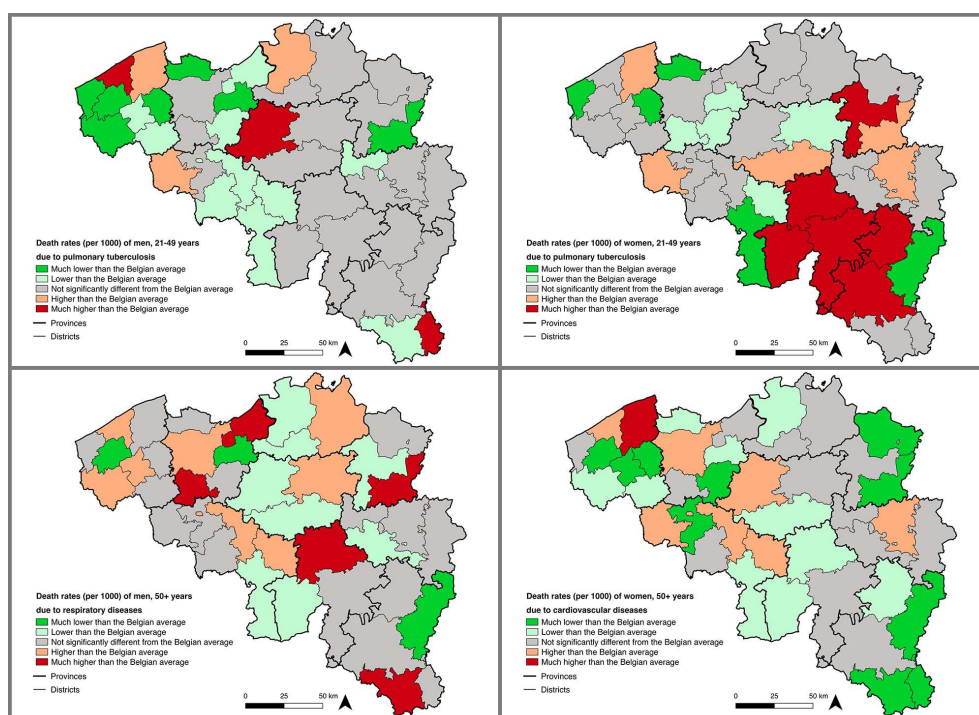 Death rates (per 1000) of men, 21-49 years
due to pulmonary tuberculosis
Much lower than the Belgian average
Lower than the Belgian average
Not significantly different from the Belgian average
Higher than the Belgian average
Much higher than the Belgian average
Provinces
Districts
0 25 50 km
Death rates (per 1000) of women, 21-49 years
due to pulmonary tuberculosis
Much lower than the Belgian average
Lower than the Belgian average
Not significantly different from the Belgian average
Higher than the Belgian average
Much higher than the Belgian average
Provinces
Districts
0 25 50 km
Death rates (per 1000) of men, 50+ years
due to respiratory diseases
Much lower than the Belgian average
Lower than the Belgian average
Not significantly different from the Belgian average
Higher than the Belgian average
Much higher than the Belgian average
Provinces
Districts
0 25 50 km
Death rates (per 1000) of women, 50+ years
due to cardiovascular diseases
Much lower than the Belgian average
Lower than the Belgian average
Not significantly different from the Belgian average
Higher than the Belgian average
Much higher than the Belgian average
Provinces
Districts
0 25 50 km